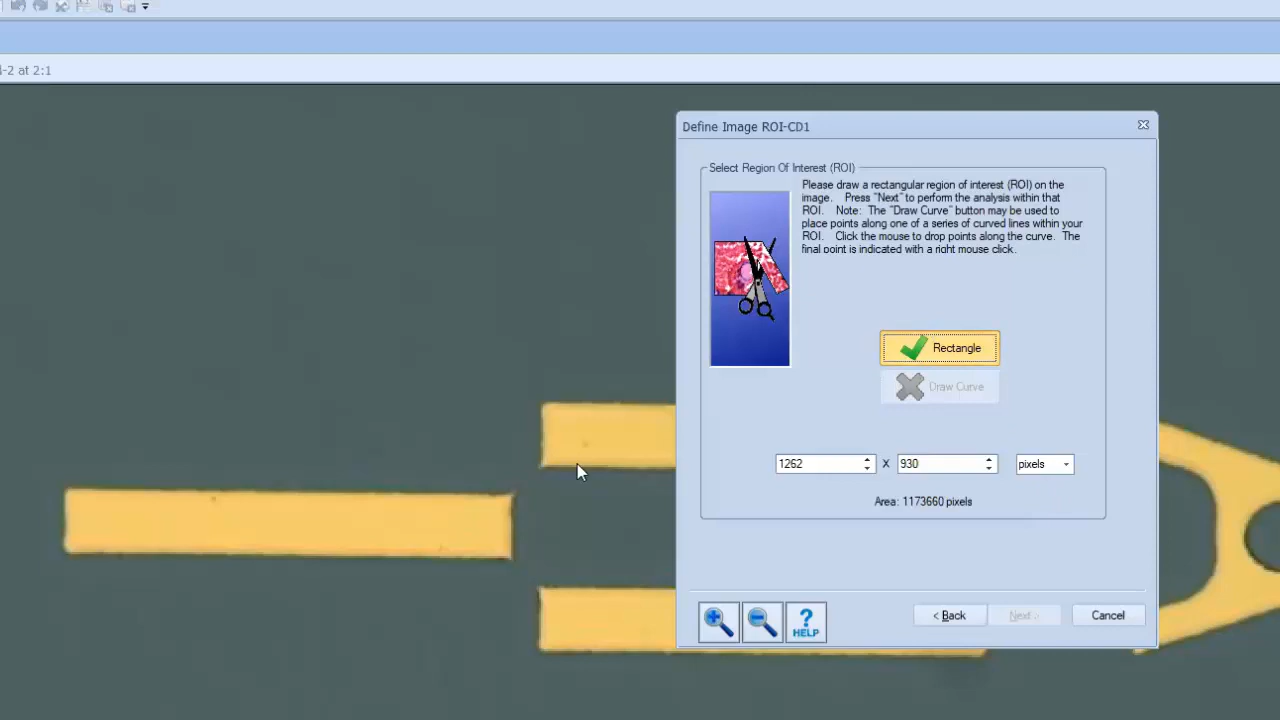 -2 at 2:1
Define Image ROI-CD1
Select Region Of Interest (ROI)
Please draw a rectangular region of interest (ROI) on the
image. Press "Next" to perform the analysis within that
ROI. Note: The "Draw Curve" button may be used to
place points along one of a series of curved lines within your
ROI. Click the mouse to drop points along the curve. The
final point is indicated with a right mouse click.
Rectangle
Draw Curve
1262 X 930 pixels
Area: 1173660 pixels
HELP
< Back Next > Cancel